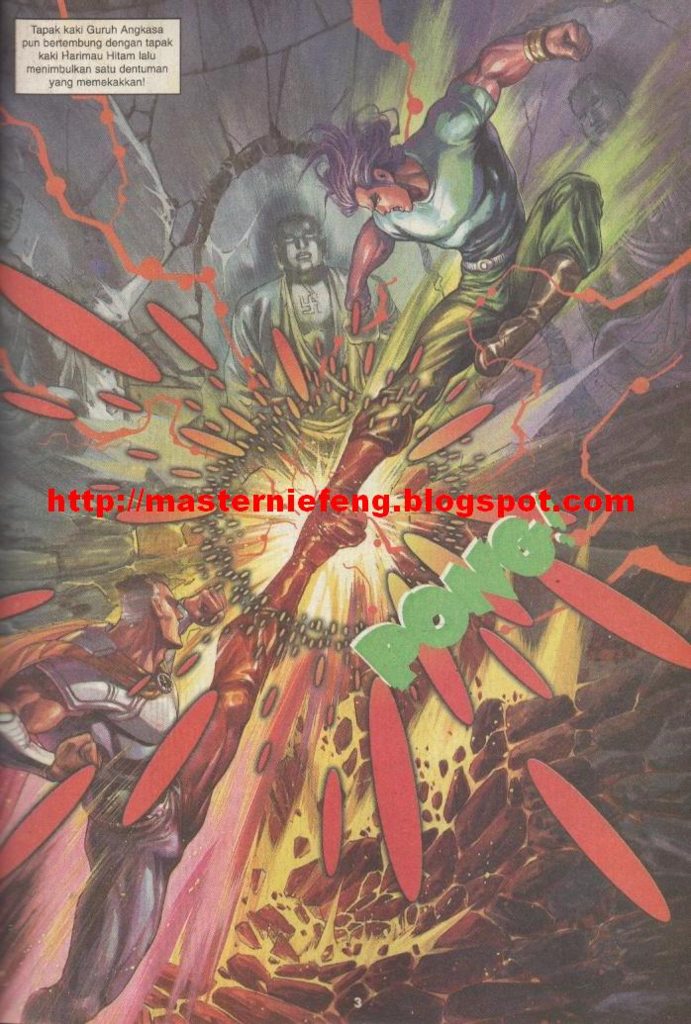 Tapak kaki Guruh Angkasa
pun bertembung dengan tapak
kaki Harimau Hitam lalu
menimbulkan satu dentuman
yang memekakkan!
http://masterniefeng.blogspot.com
PONG!
3